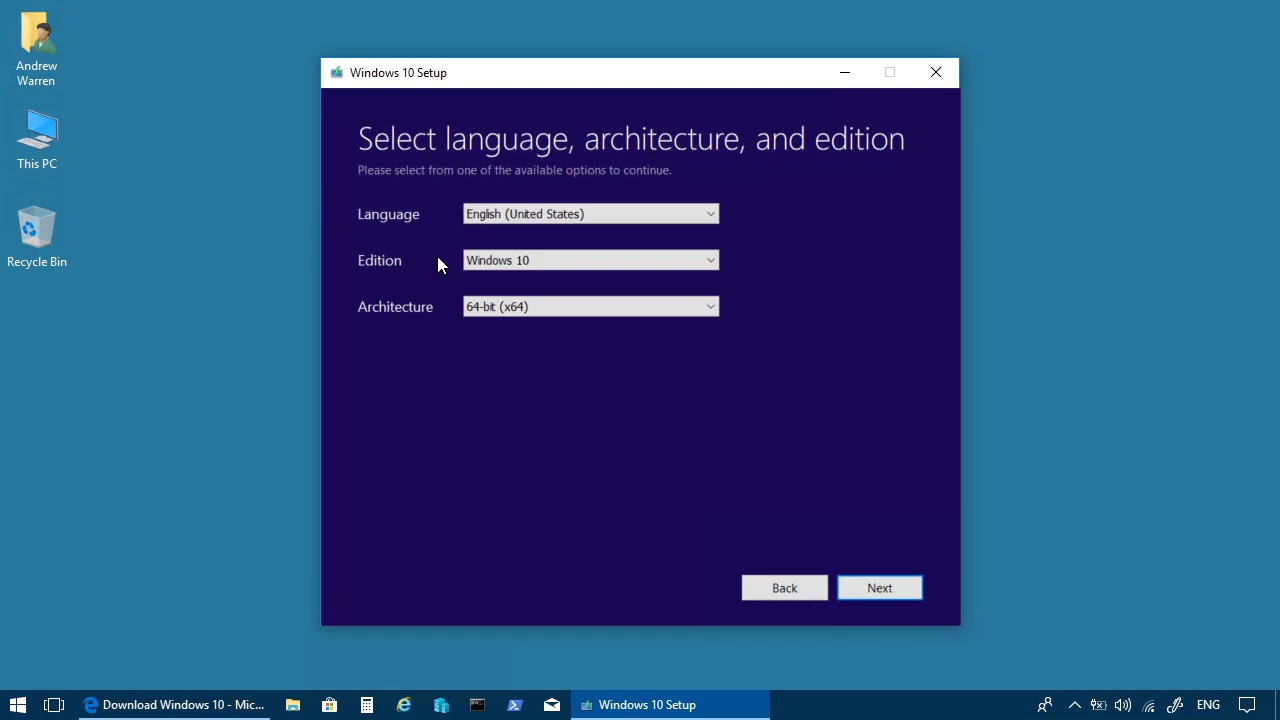 Andrew
Warren
This PC
Recycle Bin
Windows 10 Setup
Select language, architecture, and edition
Please select from one of the available options to continue.
Language English (United States)
Edition Windows 10
Architecture 64-bit (x64)
Back Next
Download Windows 10 - Mic... Windows 10 Setup ENG